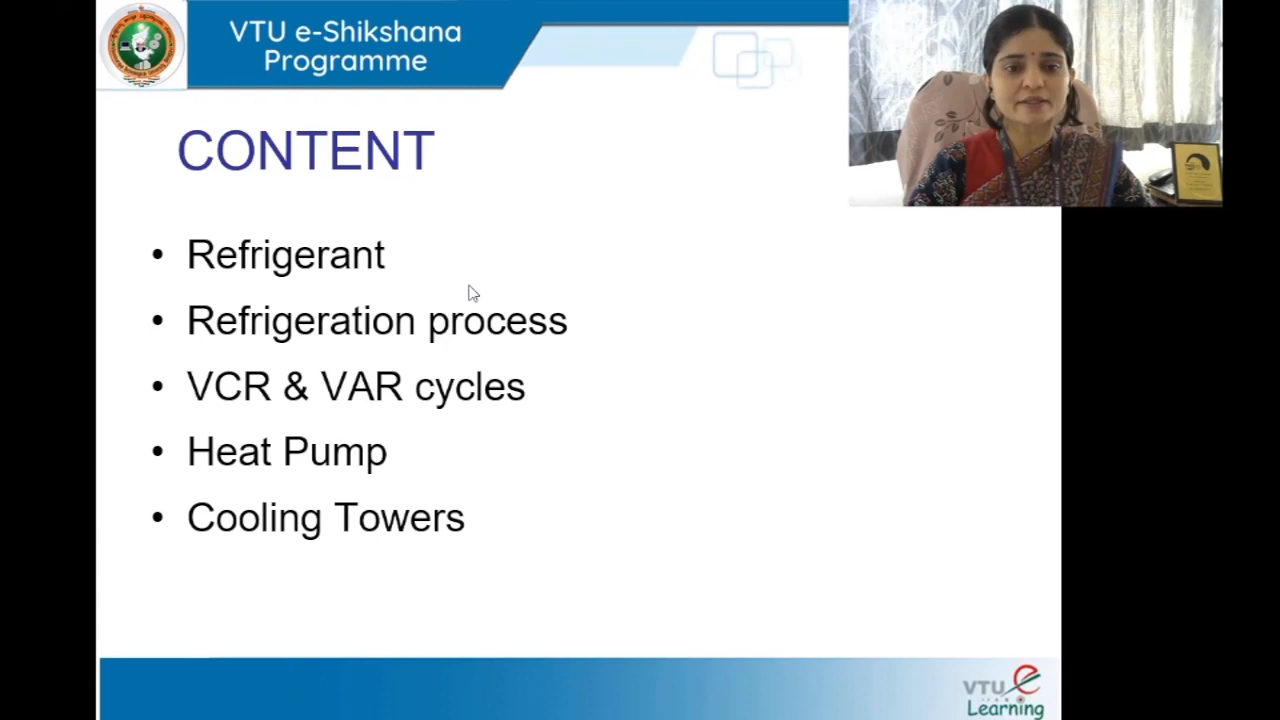 VTU e-Shikshana
Programme
CONTENT
• Refrigerant
• Refrigeration process
• VCR & VAR cycles
• Heat Pump
• Cooling Towers
VTU e
Learning